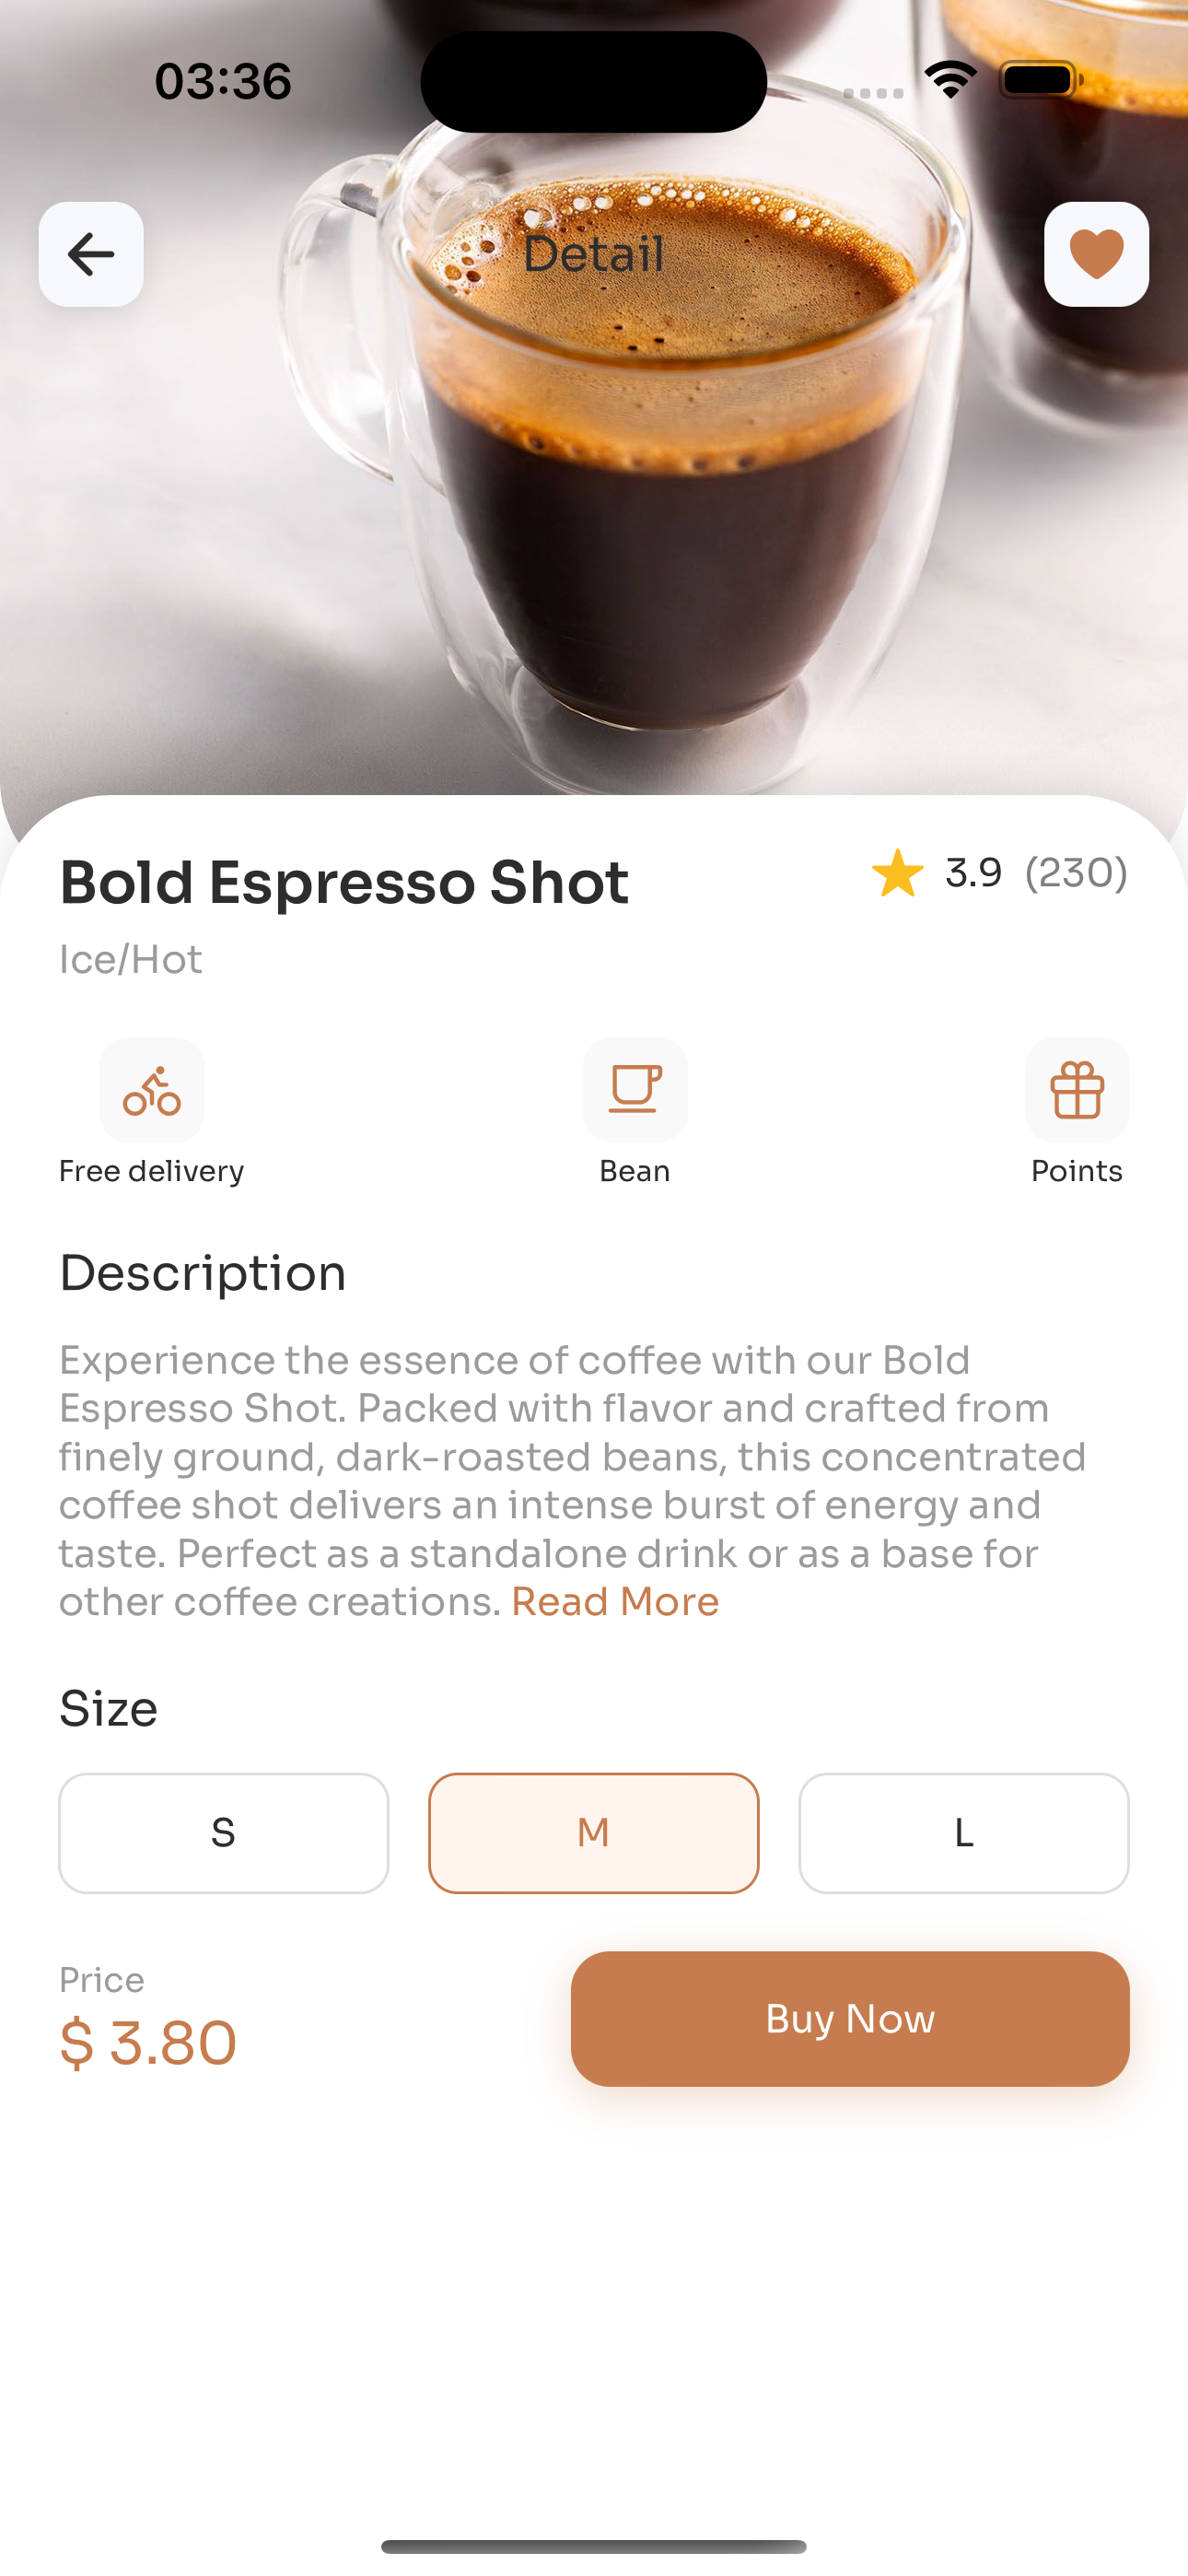 03:36
Detail
Bold Espresso Shot
3.9 (230)
Ice/Hot
Free delivery
Bean
Points
Description
Experience the essence of coffee with our Bold
Espresso Shot. Packed with flavor and crafted from
finely ground, dark-roasted beans, this concentrated
coffee shot delivers an intense burst of energy and
taste. Perfect as a standalone drink or as a base for
other coffee creations. Read More
Size
S
M
L
Price
$ 3.80
Buy Now